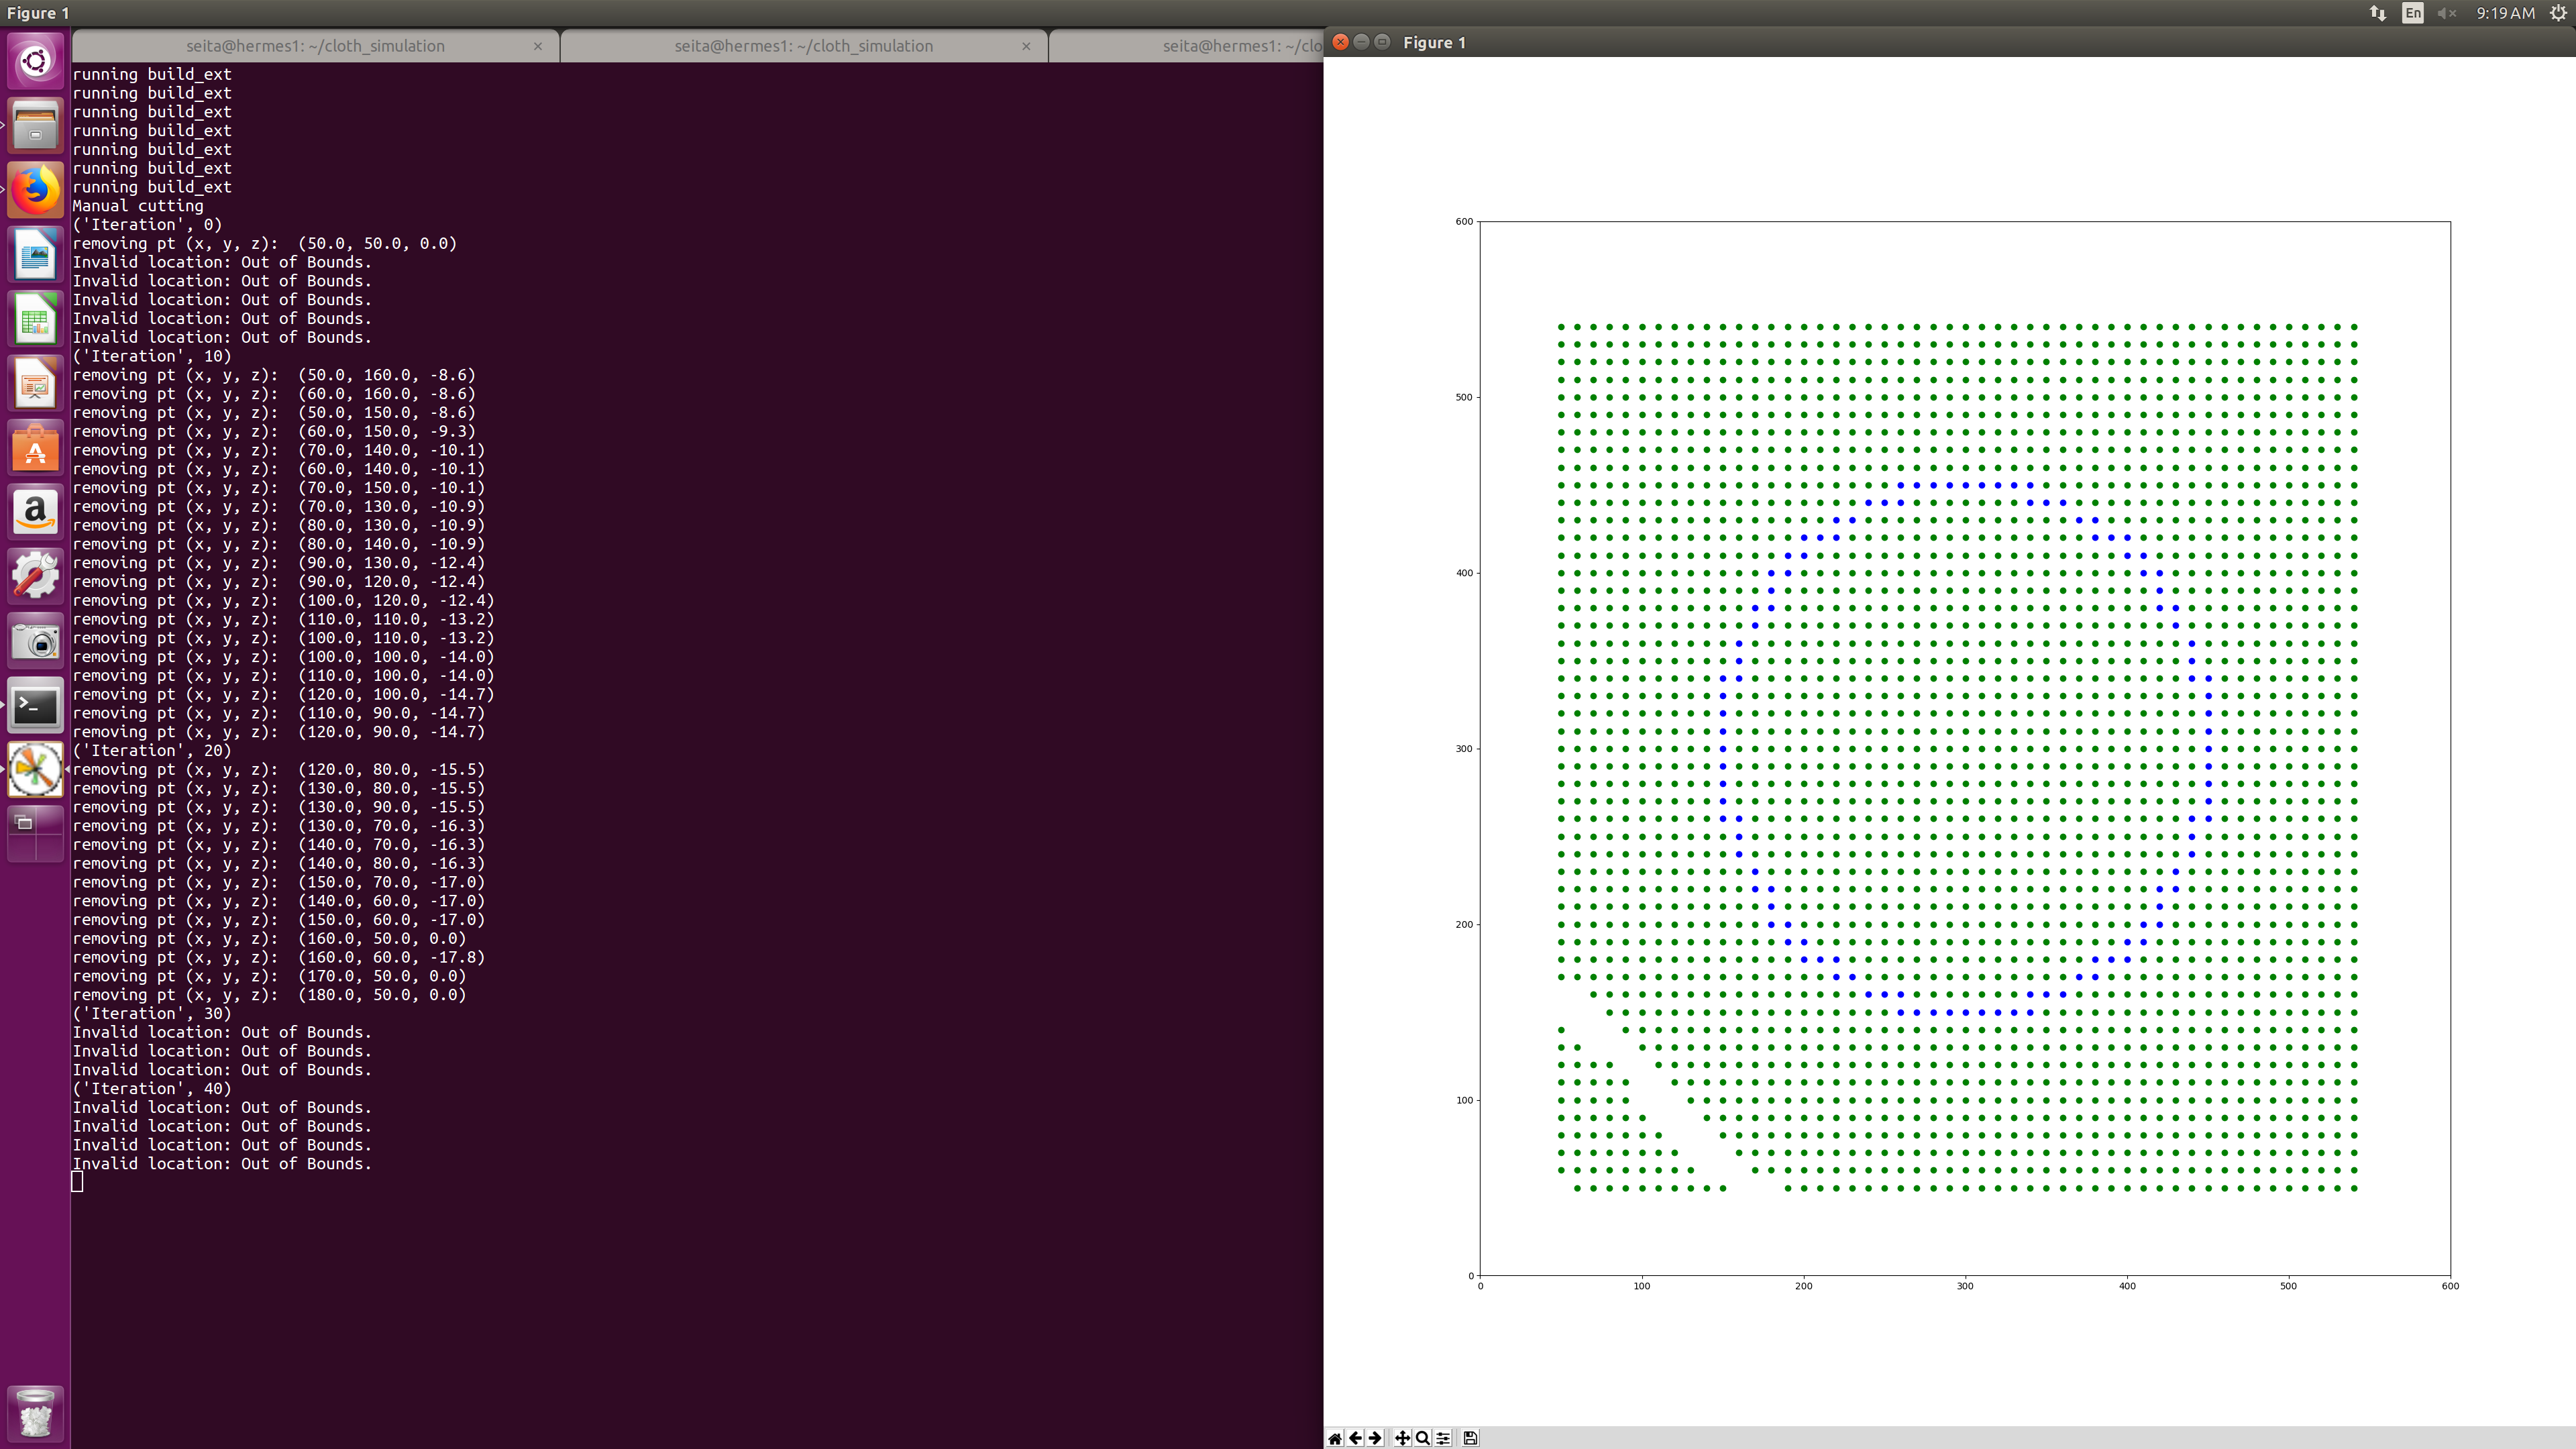 Figure 1
En
9:19 AM
seita@hermes1: ~/cloth_simulation ×
seita@hermes1: ~/cloth_simulation ×
seita@hermes1: ~/clo
Figure 1
running build_ext
running build_ext
running build_ext
running build_ext
running build_ext
running build_ext
running build_ext
Manual cutting
('Iteration', 0)
removing pt (x, y, z):  (50.0, 50.0, 0.0)
Invalid location: Out of Bounds.
Invalid location: Out of Bounds.
Invalid location: Out of Bounds.
Invalid location: Out of Bounds.
Invalid location: Out of Bounds.
('Iteration', 10)
removing pt (x, y, z):  (50.0, 160.0, -8.6)
removing pt (x, y, z):  (60.0, 160.0, -8.6)
removing pt (x, y, z):  (50.0, 150.0, -8.6)
removing pt (x, y, z):  (60.0, 150.0, -9.3)
removing pt (x, y, z):  (70.0, 140.0, -10.1)
removing pt (x, y, z):  (60.0, 140.0, -10.1)
removing pt (x, y, z):  (70.0, 150.0, -10.1)
removing pt (x, y, z):  (70.0, 130.0, -10.9)
removing pt (x, y, z):  (80.0, 130.0, -10.9)
removing pt (x, y, z):  (80.0, 140.0, -10.9)
removing pt (x, y, z):  (90.0, 130.0, -12.4)
removing pt (x, y, z):  (90.0, 120.0, -12.4)
removing pt (x, y, z):  (100.0, 120.0, -12.4)
removing pt (x, y, z):  (110.0, 110.0, -13.2)
removing pt (x, y, z):  (100.0, 110.0, -13.2)
removing pt (x, y, z):  (100.0, 100.0, -14.0)
removing pt (x, y, z):  (110.0, 100.0, -14.0)
removing pt (x, y, z):  (120.0, 100.0, -14.7)
removing pt (x, y, z):  (110.0, 90.0, -14.7)
removing pt (x, y, z):  (120.0, 90.0, -14.7)
('Iteration', 20)
removing pt (x, y, z):  (120.0, 80.0, -15.5)
removing pt (x, y, z):  (130.0, 80.0, -15.5)
removing pt (x, y, z):  (130.0, 90.0, -15.5)
removing pt (x, y, z):  (130.0, 70.0, -16.3)
removing pt (x, y, z):  (140.0, 70.0, -16.3)
removing pt (x, y, z):  (140.0, 80.0, -16.3)
removing pt (x, y, z):  (150.0, 70.0, -17.0)
removing pt (x, y, z):  (140.0, 60.0, -17.0)
removing pt (x, y, z):  (150.0, 60.0, -17.0)
removing pt (x, y, z):  (160.0, 50.0, 0.0)
removing pt (x, y, z):  (160.0, 60.0, -17.8)
removing pt (x, y, z):  (170.0, 50.0, 0.0)
removing pt (x, y, z):  (180.0, 50.0, 0.0)
('Iteration', 30)
Invalid location: Out of Bounds.
Invalid location: Out of Bounds.
Invalid location: Out of Bounds.
('Iteration', 40)
Invalid location: Out of Bounds.
Invalid location: Out of Bounds.
Invalid location: Out of Bounds.
Invalid location: Out of Bounds.
600
500
400
300
200
100
0
0 100 200 300 400 500 600